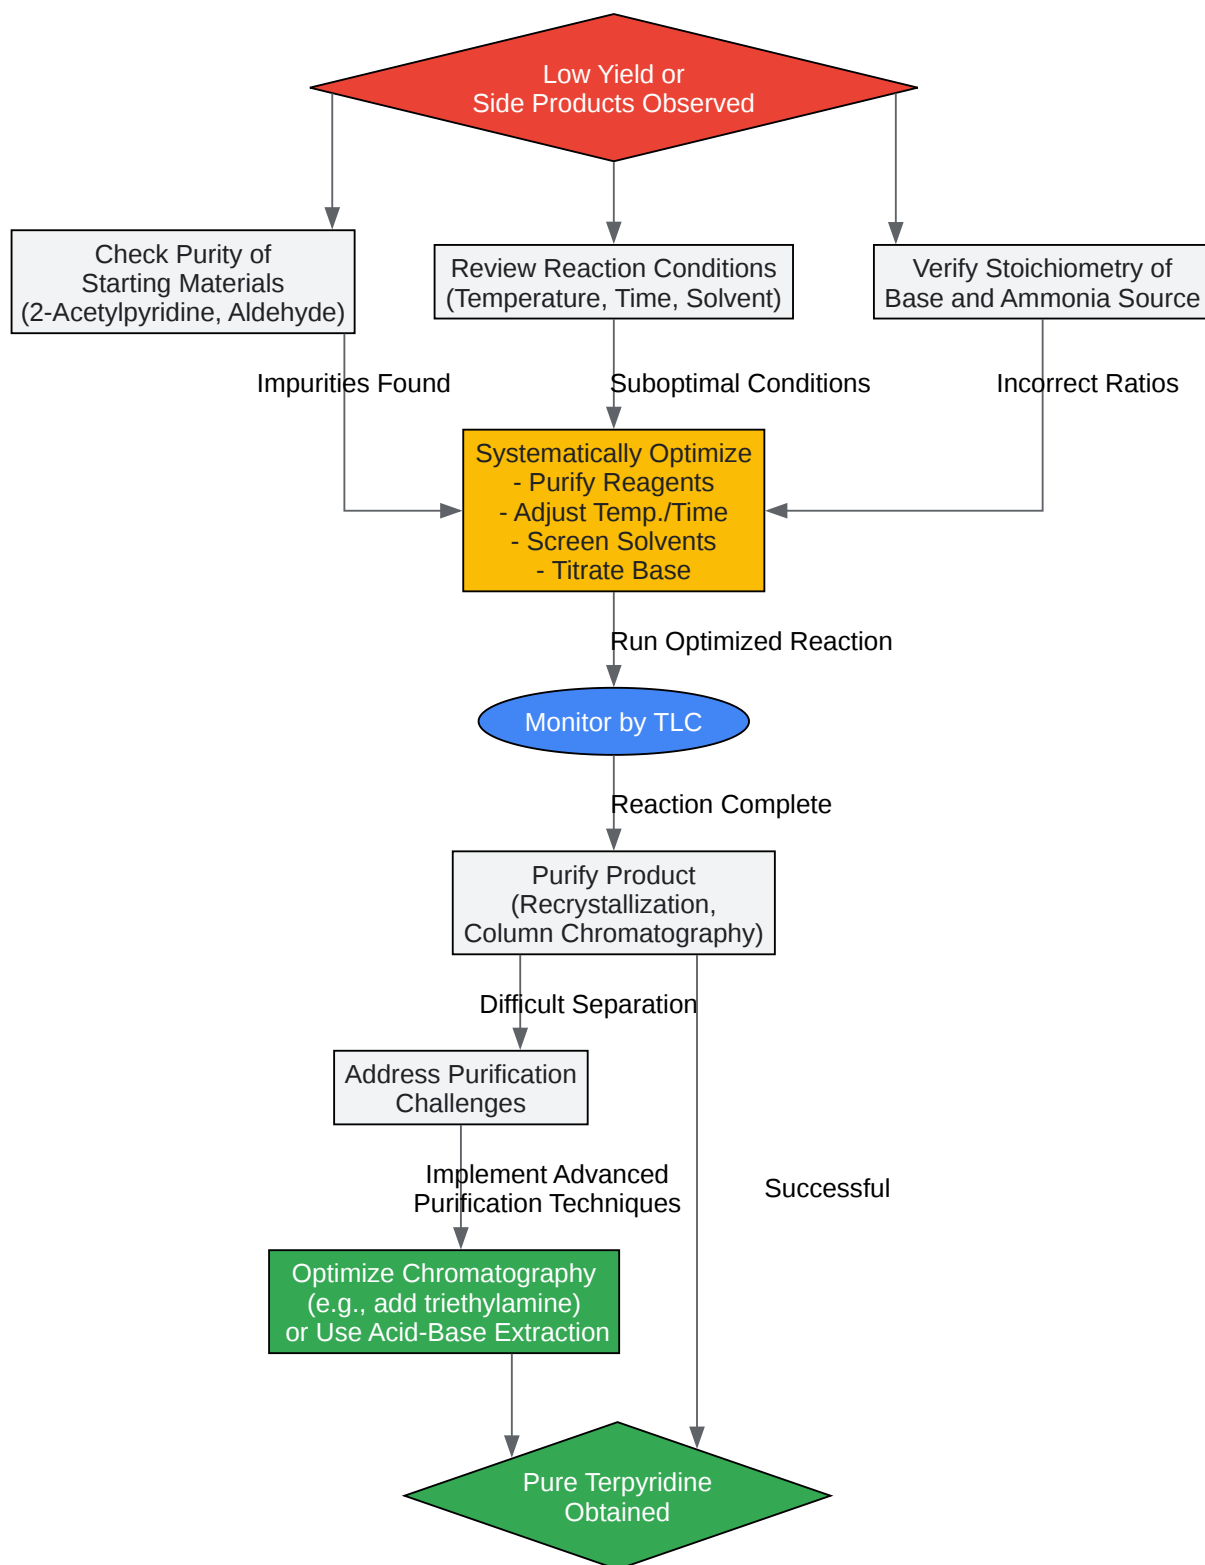 Low Yield or
Side Products Observed
Check Purity of
Starting Materials
(2-Acetylpyridine, Aldehyde)
Review Reaction Conditions
(Temperature, Time, Solvent)
Verify Stoichiometry of
Base and Ammonia Source
Impurities Found
Suboptimal Conditions
Incorrect Ratios
Systematically Optimize
- Purify Reagents
- Adjust Temp./Time
- Screen Solvents
- Titrate Base
Run Optimized Reaction
Monitor by TLC
Reaction Complete
Purify Product
(Recrystallization,
Column Chromatography)
Difficult Separation
Address Purification
Challenges
Implement Advanced
Purification Techniques
Successful
Optimize Chromatography
(e.g., add triethylamine)
or Use Acid-Base Extraction
Pure Terpyridine
Obtained